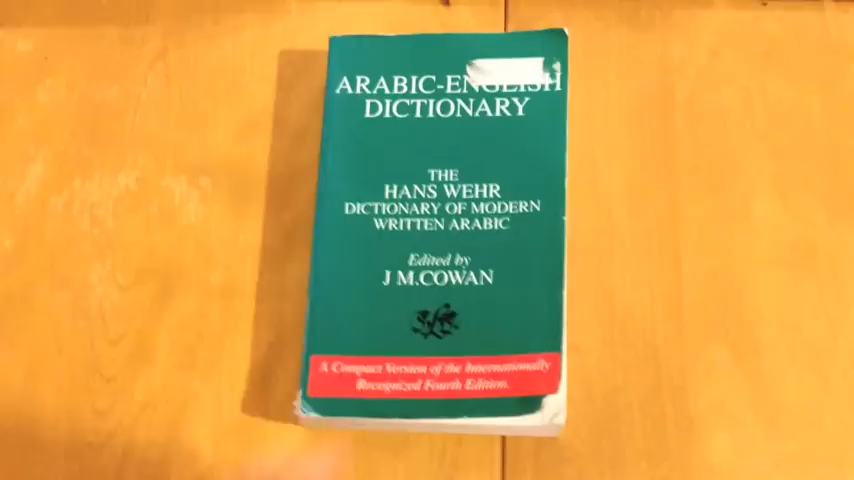 ARABIC-ENGLISH
DICTIONARY
THE
HANS WEHR
DICTIONARY OF MODERN
WRITTEN ARABIC
Edited by
J M.COWAN
A Compact Version of the Internationally
Recognized Fourth Edition.